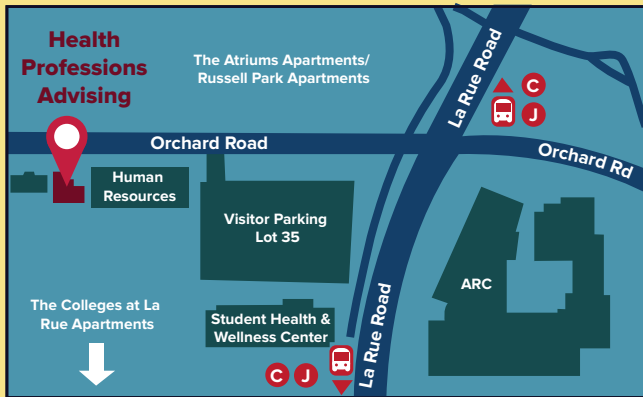 Health
Professions
Advising
The Atriums Apartments/
Russell Park Apartments
La Rue Road
C
J
Orchard Road
Orchard Rd
Human
Resources
Visitor Parking
Lot 35
ARC
The Colleges at La
Rue Apartments
Student Health &
Wellness Center
La Rue Road
C J